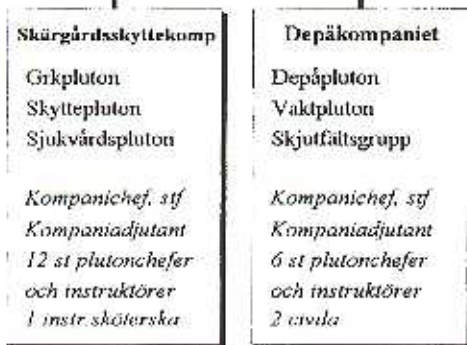 Skärgårdsskyttekomp
Grkpluton
Skyttepluton
Sjukvårdspluton
Kompanichef, stf
Kompaniadjutant
12 st plutonchefer
och instruktörer
1 instr.sköterska
Depåkompaniet
Depåpluton
Vaktpluton
Skjutfältsgrupp
Kompanichef, stf
Kompaniadjutant
6 st plutonchefer
och instruktörer
2 civila